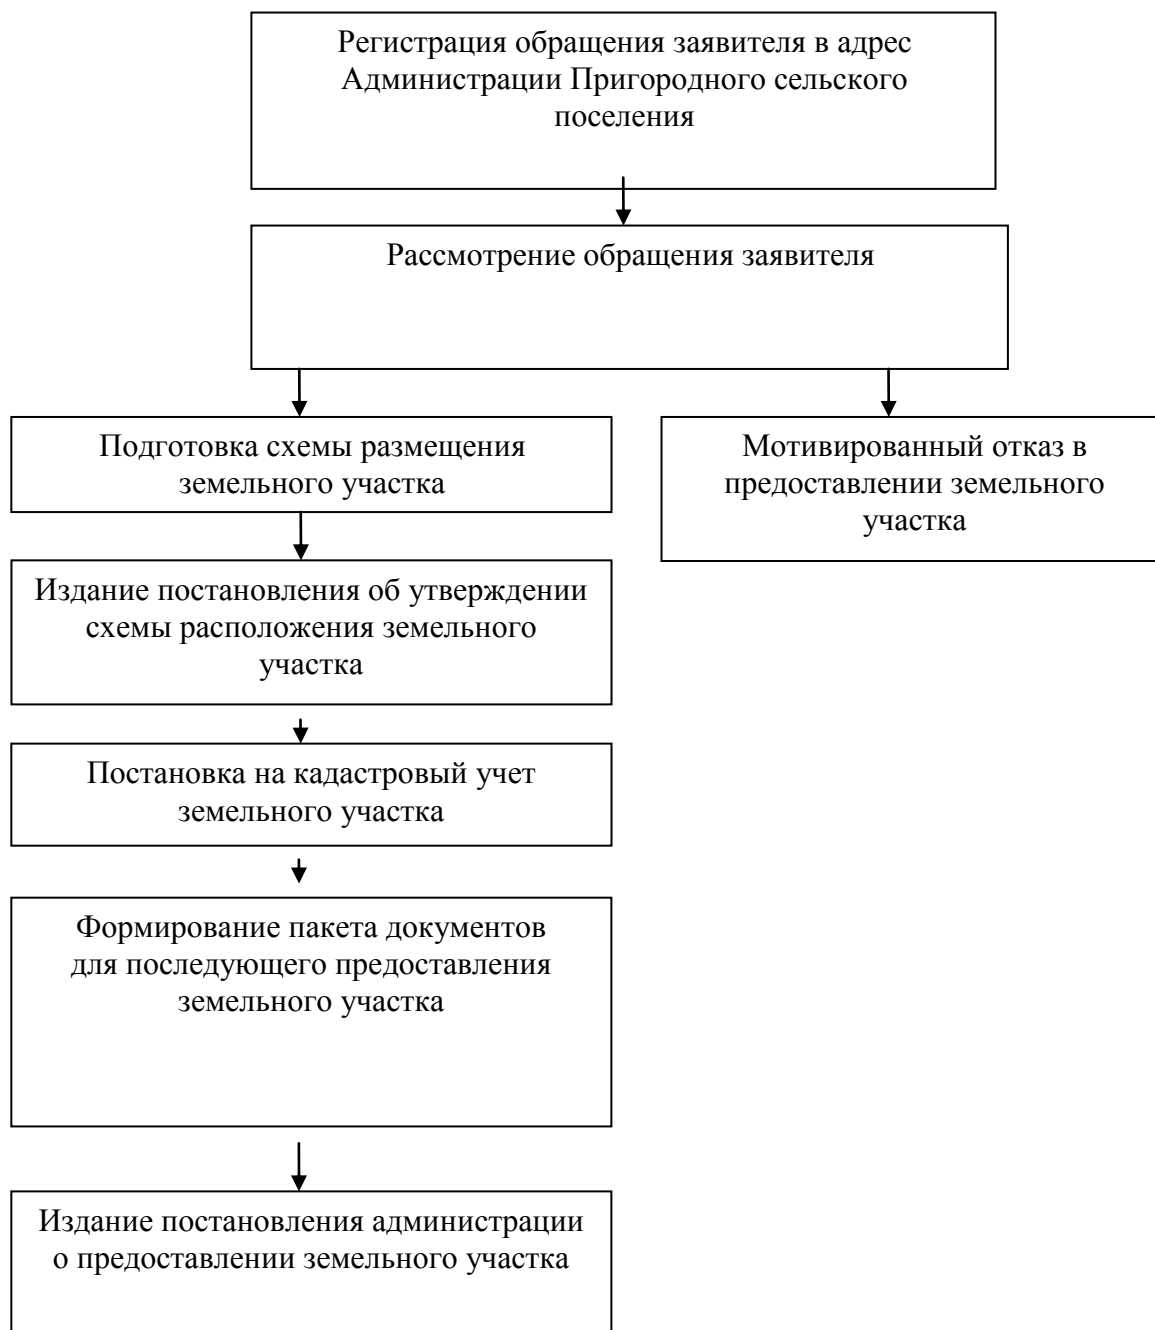 Регистрация обращения заявителя в адрес
Администрации Пригородного сельского
поселения
Рассмотрение обращения заявителя
Подготовка схемы размещения
земельного участка
Мотивированный отказ в
предоставлении земельного
участка
Издание постановления об утверждении
схемы расположения земельного
участка
Постановка на кадастровый учет
земельного участка
Формирование пакета документов
для последующего предоставления
земельного участка
Издание постановления администрации
о предоставлении земельного участка